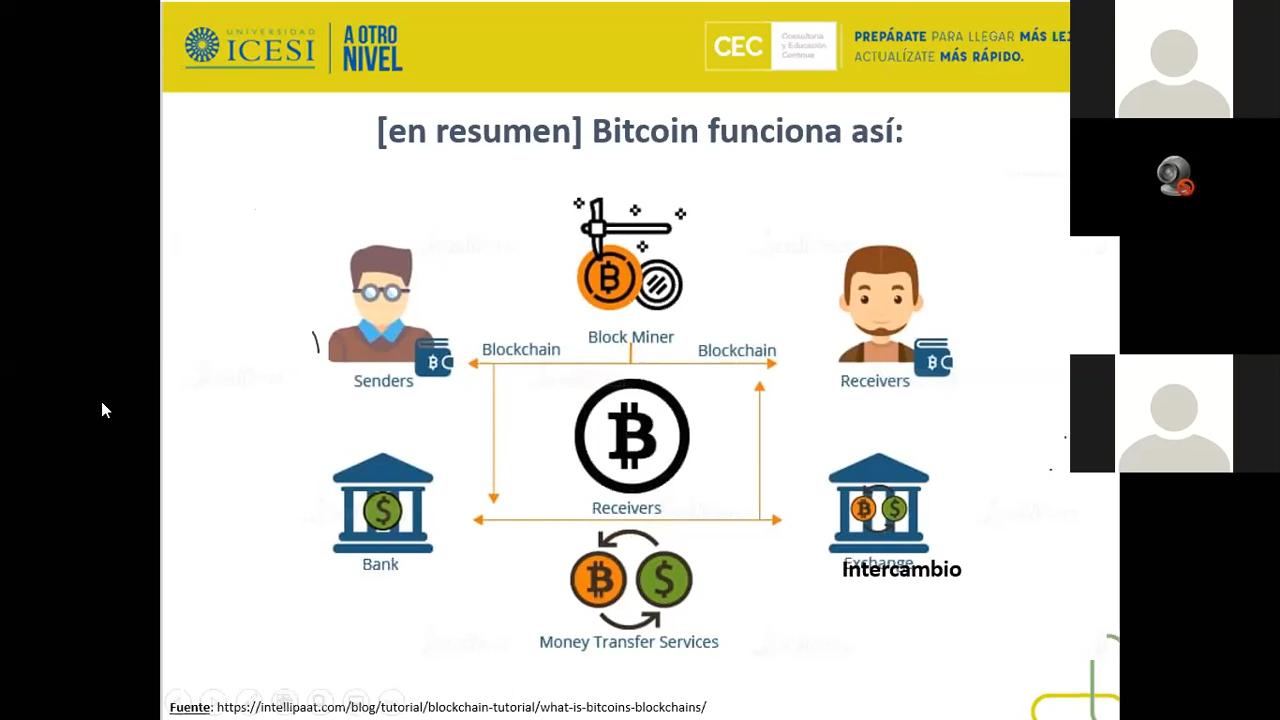 UNIVERSIDAD
ICESI
A OTRO
NIVEL
CEC
Consultoría
y Educación
Continua
PREPÁRATE PARA LLEGAR MÁS
ACTUALÍZATE MÁS RÁPIDO.
[en resumen] Bitcoin funciona así:
Block Miner
Blockchain
Blockchain
Senders
Receivers
Receivers
Bank
Exchange
Intercambio
Money Transfer Services
Fuente: https://intellipaat.com/blog/tutorial/blockchain-tutorial/what-is-bitcoins-blockchains/